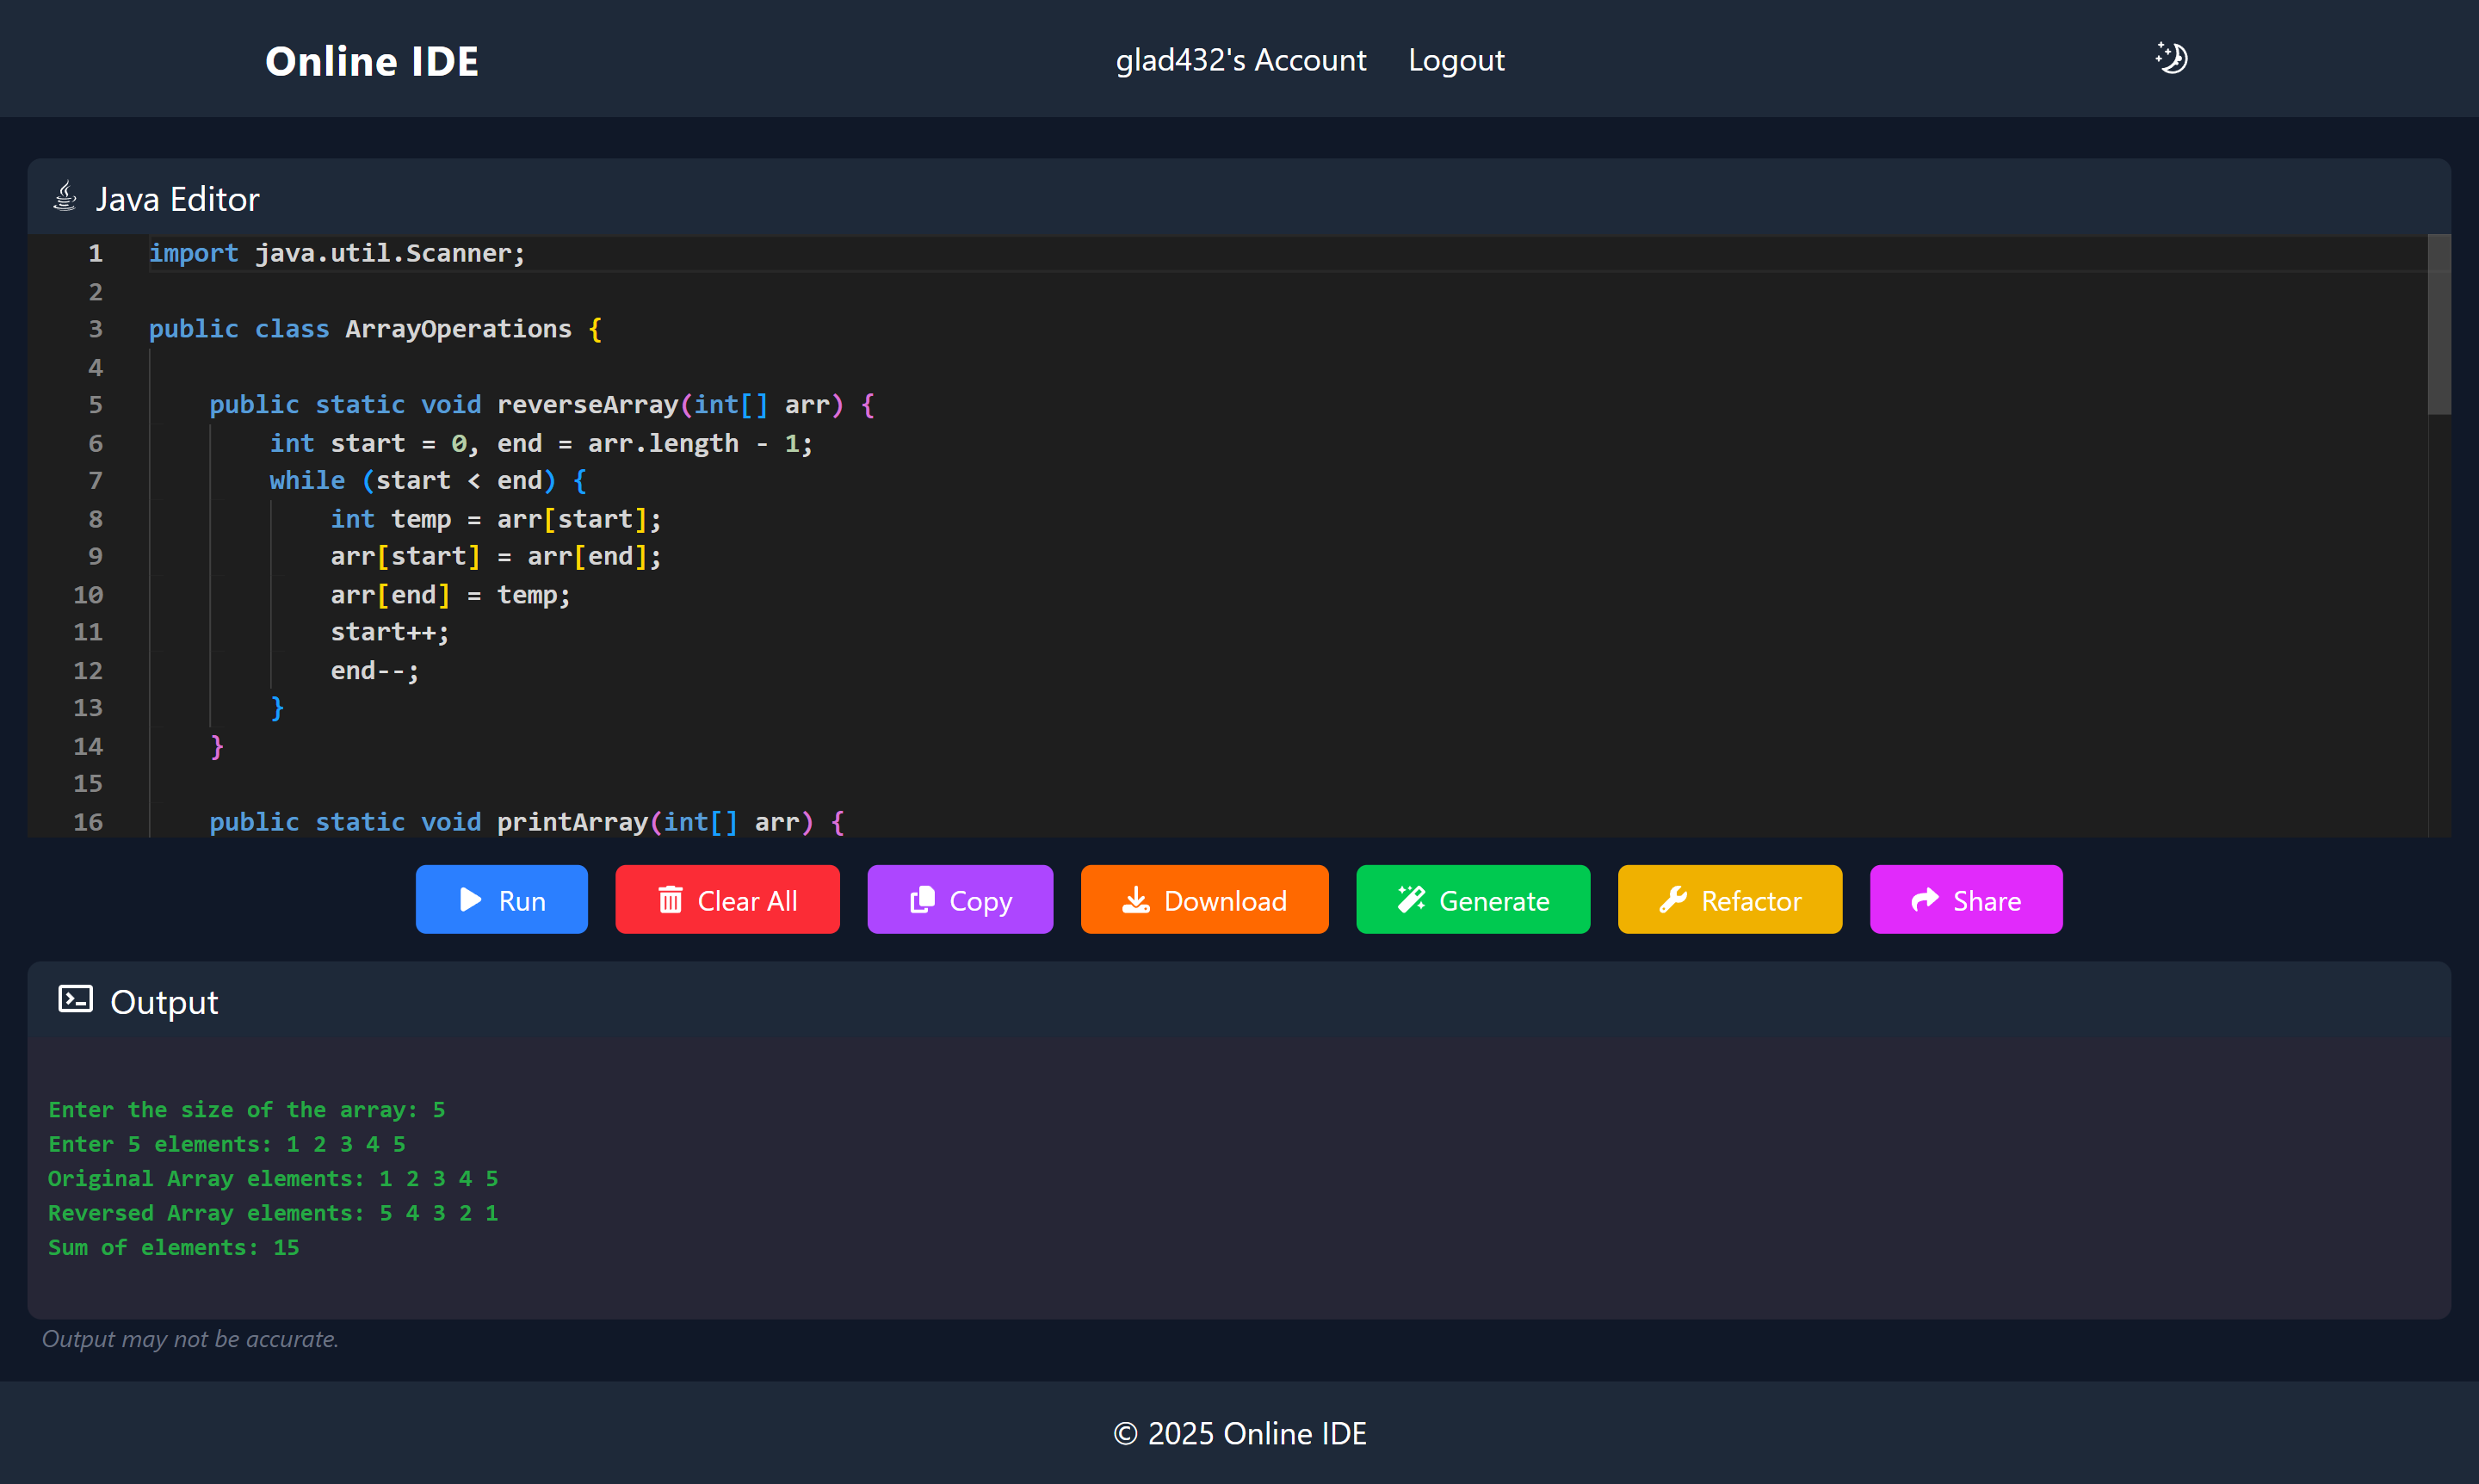 Online IDE
glad432's Account
Logout
Java Editor
1 import java.util.Scanner;
2
3 public class ArrayOperations {
4
5     public static void reverseArray(int[] arr) {
6         int start = 0, end = arr.length - 1;
7         while (start < end) {
8             int temp = arr[start];
9             arr[start] = arr[end];
10             arr[end] = temp;
11             start++;
12             end--;
13         }
14     }
15
16     public static void printArray(int[] arr) {
Run
Clear All
Copy
Download
Generate
Refactor
Share
Output
Enter the size of the array: 5
Enter 5 elements: 1 2 3 4 5
Original Array elements: 1 2 3 4 5
Reversed Array elements: 5 4 3 2 1
Sum of elements: 15
Output may not be accurate.
© 2025 Online IDE